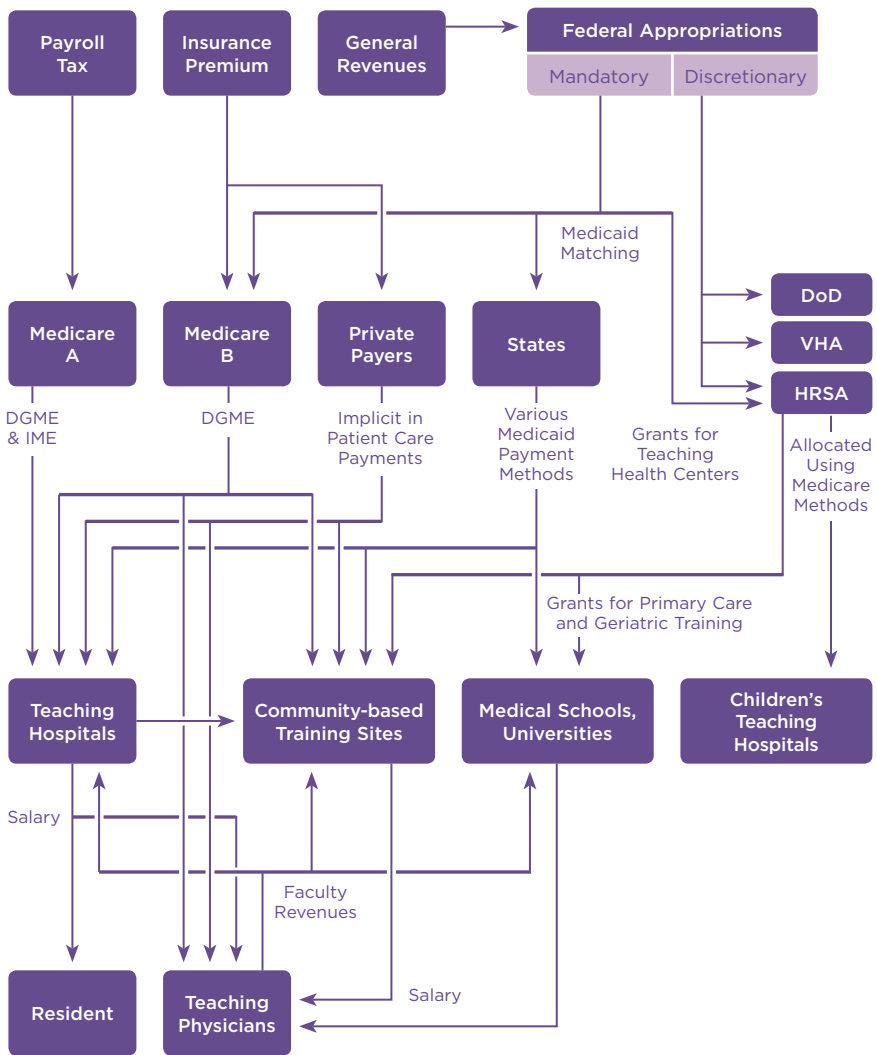 Payroll
Tax
Insurance
Premium
General
Revenues
Federal Appropriations
Mandatory
Discretionary
Medicaid
Matching
DoD
VHA
HRSA
Medicare
A
Medicare
B
Private
Payers
States
DGME
& IME
DGME
Implicit in
Patient Care
Payments
Various
Medicaid
Payment
Methods
Grants for
Teaching
Health Centers
Allocated
Using
Medicare
Methods
Grants for Primary Care
and Geriatric Training
Teaching
Hospitals
Community-based
Training Sites
Medical Schools,
Universities
Children's
Teaching
Hospitals
Salary
Faculty
Revenues
Salary
Resident
Teaching
Physicians